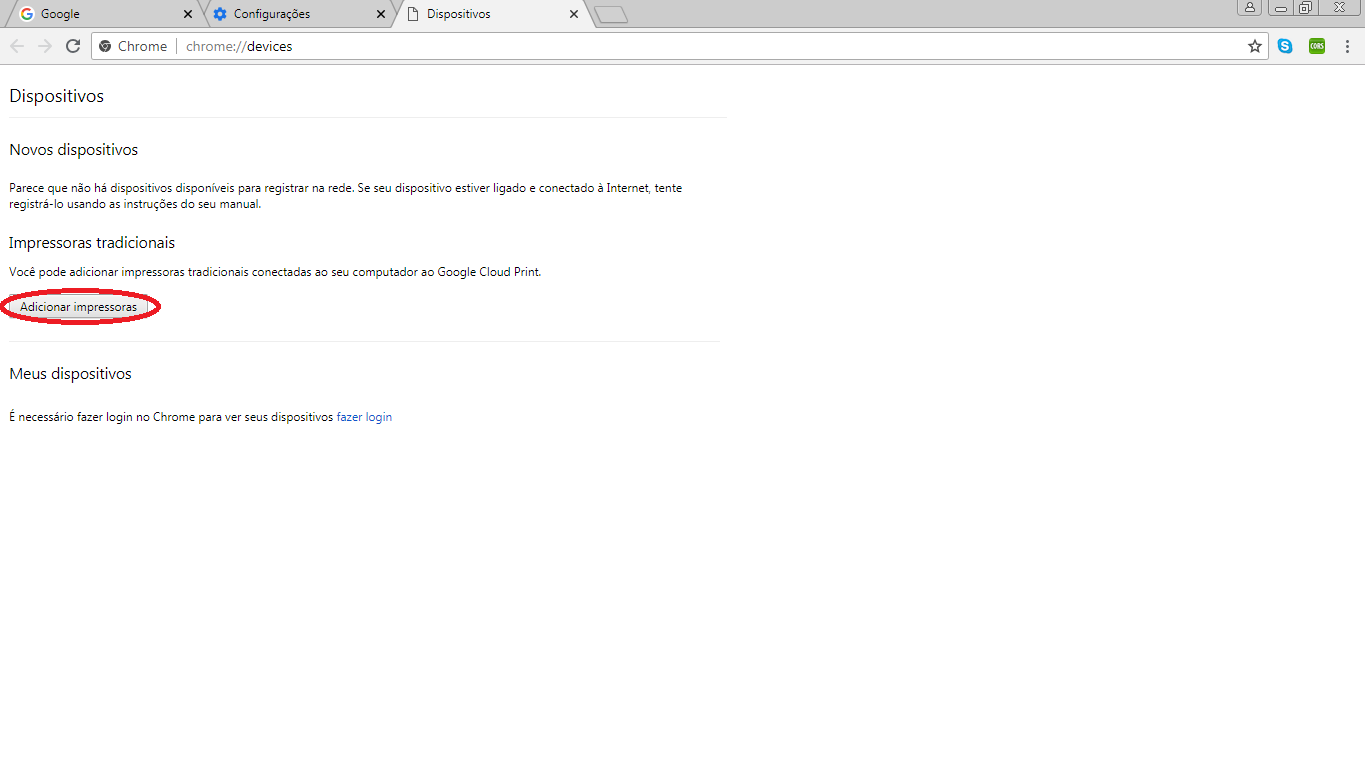 Google
Configurações
Dispositivos
Chrome
chrome://devices
CORS
Dispositivos
Novos dispositivos
Parece que não há dispositivos disponíveis para registrar na rede. Se seu dispositivo estiver ligado e conectado à Internet, tente
registrá-lo usando as instruções do seu manual.
Impressoras tradicionais
Você pode adicionar impressoras tradicionais conectadas ao seu computador ao Google Cloud Print.
Adicionar impressoras
Meus dispositivos
É necessário fazer login no Chrome para ver seus dispositivos fazer login